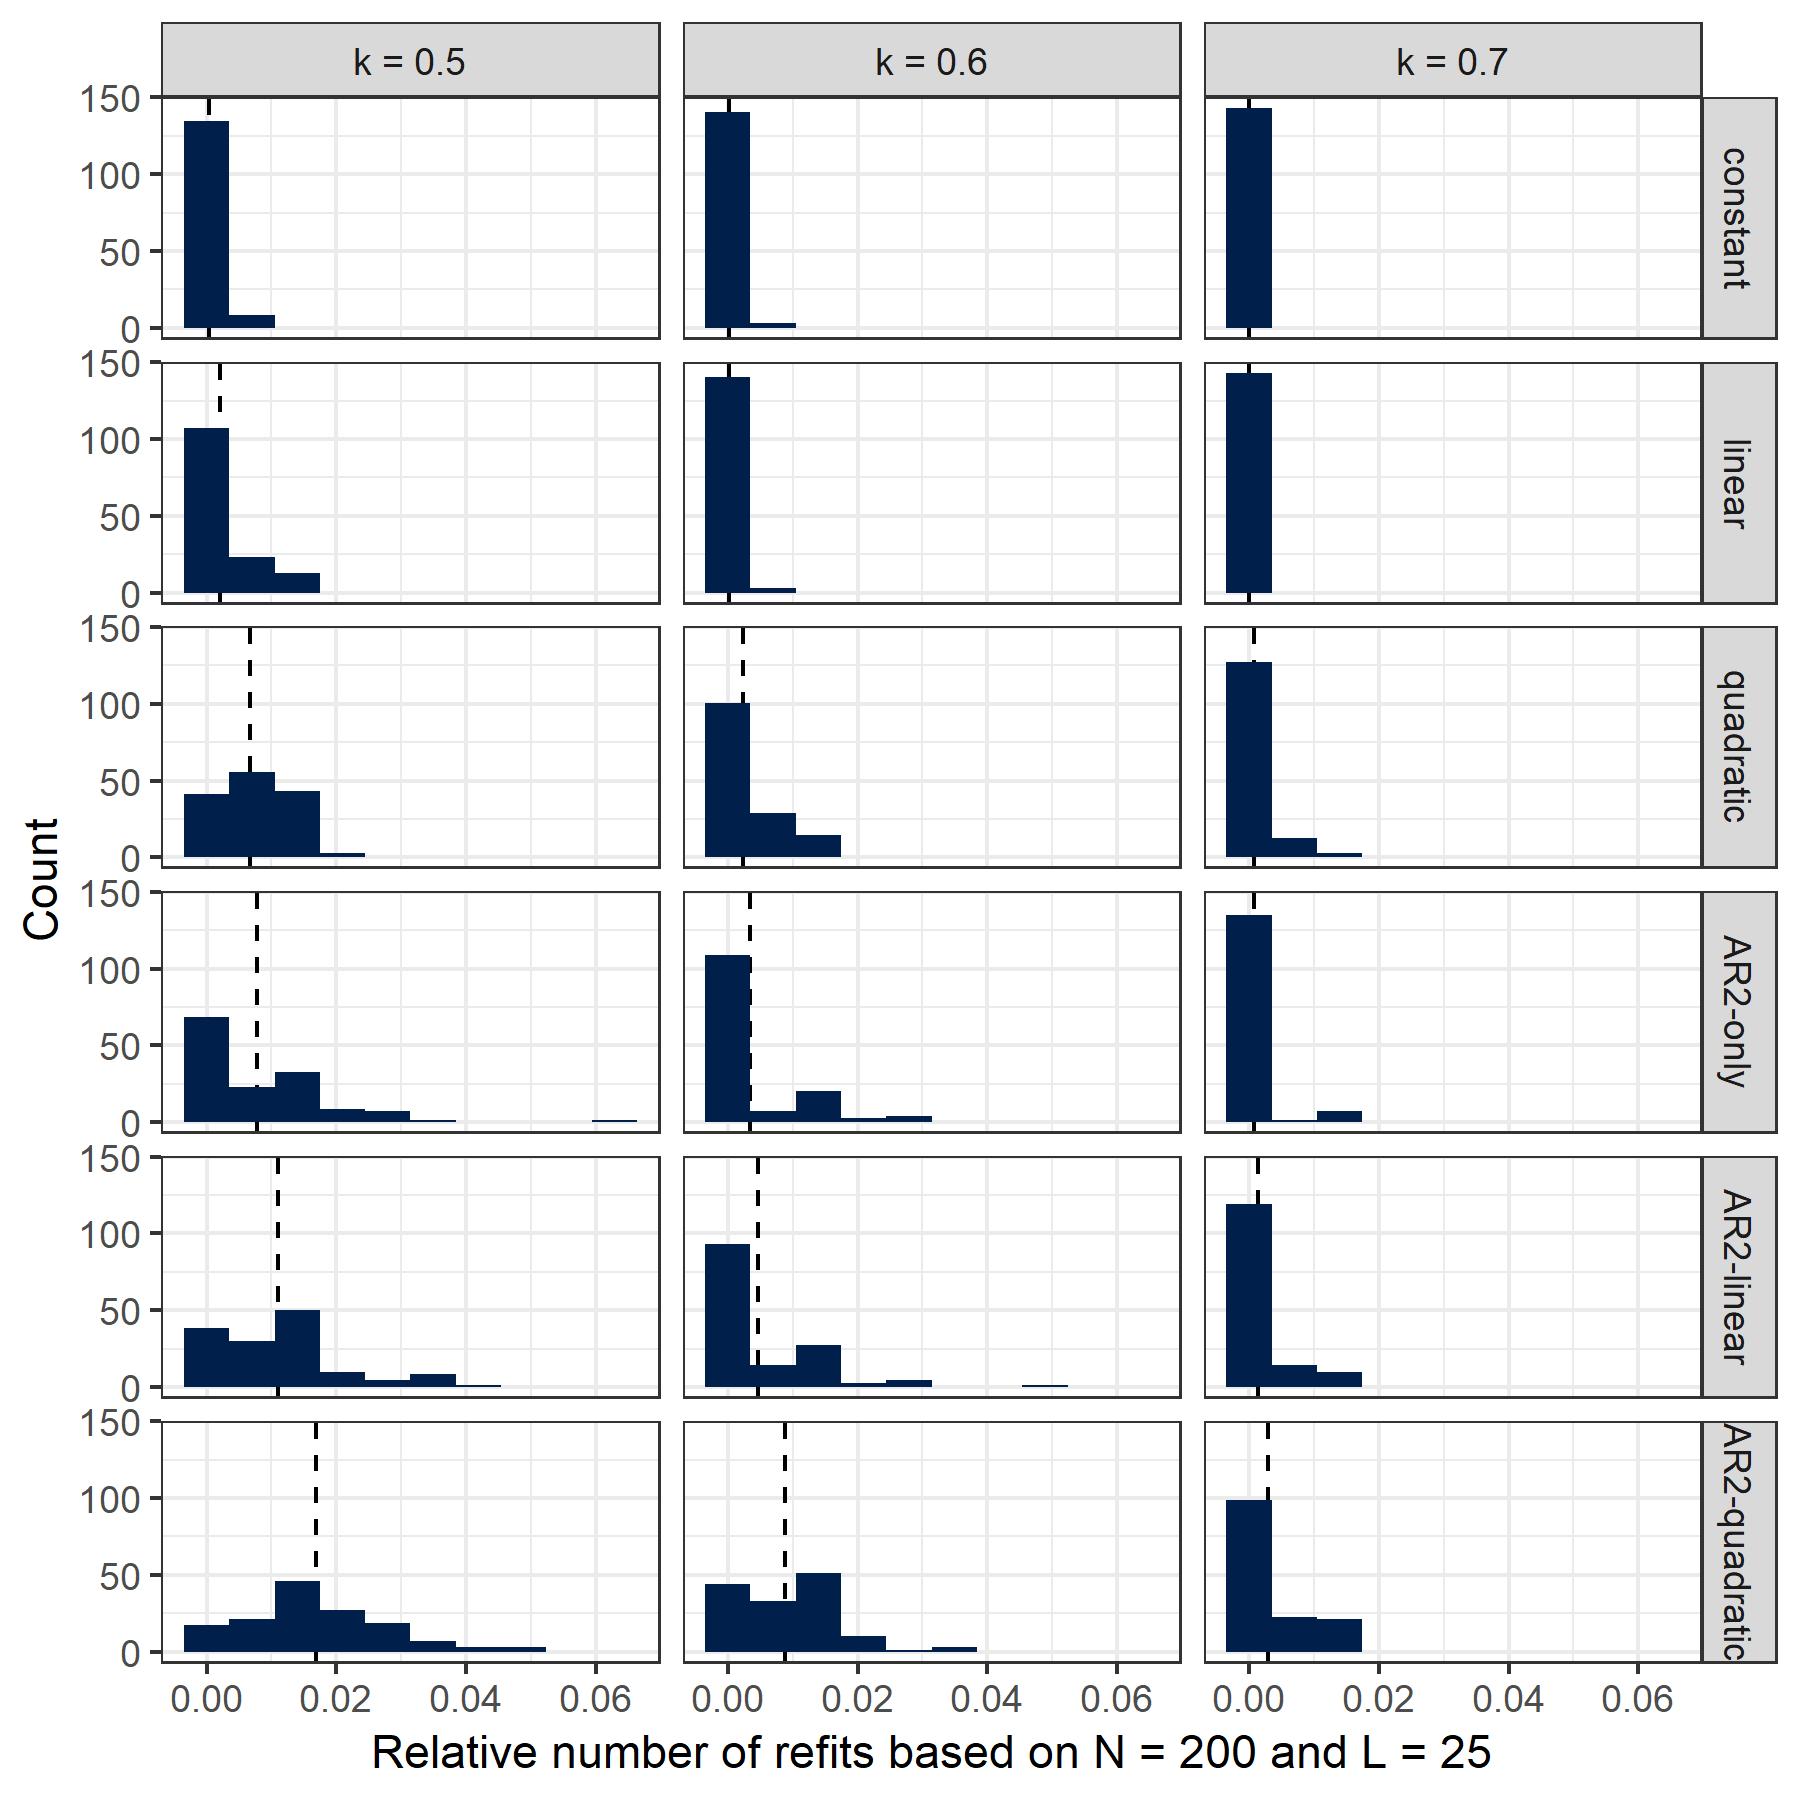 k = 0.5
k = 0.6
k = 0.7
150
100
50
0
constant
150
100
50
0
linear
150
100
50
0
quadratic
150
100
50
0
AR2-only
150
100
50
0
AR2-linear
150
100
50
0
AR2-quadratic
Count
0.00 0.02 0.04 0.06
0.00 0.02 0.04 0.06
0.00 0.02 0.04 0.06
Relative number of refits based on N = 200 and L = 25